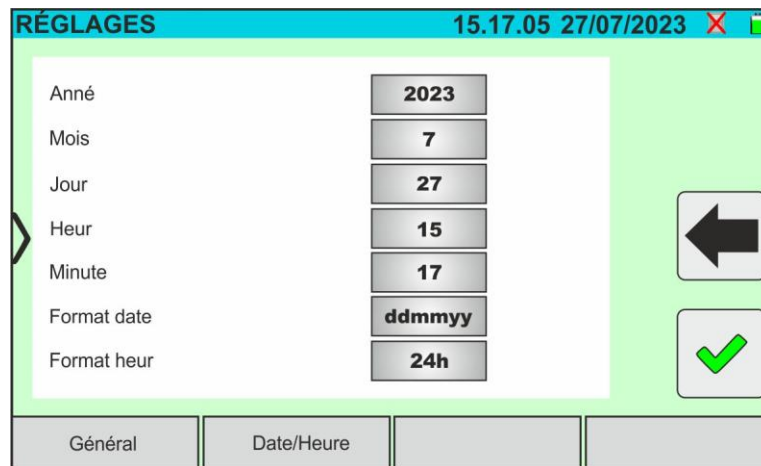 RÉGLAGES 15.17.05 27/07/2023
Anné 2023
Mois 7
Jour 27
Heur 15
Minute 17
Format date ddmmyy
Format heur 24h
Général Date/Heure